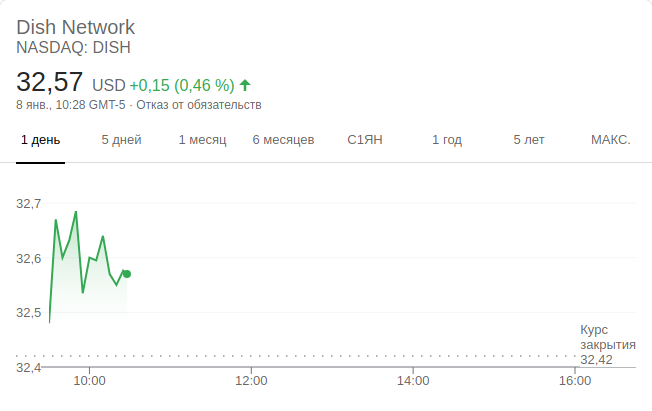 Dish Network
NASDAQ: DISH
32,57 USD +0,15 (0,46 %)
8 янв., 10:28 GMT-5 · Отказ от обязательств
1 день 5 дней 1 месяц 6 месяцев С1ЯН 1 год 5 лет МАКС.
32,7
32,6
32,5
Курс
закрытия
32,42
32,4
10:00 12:00 14:00 16:00